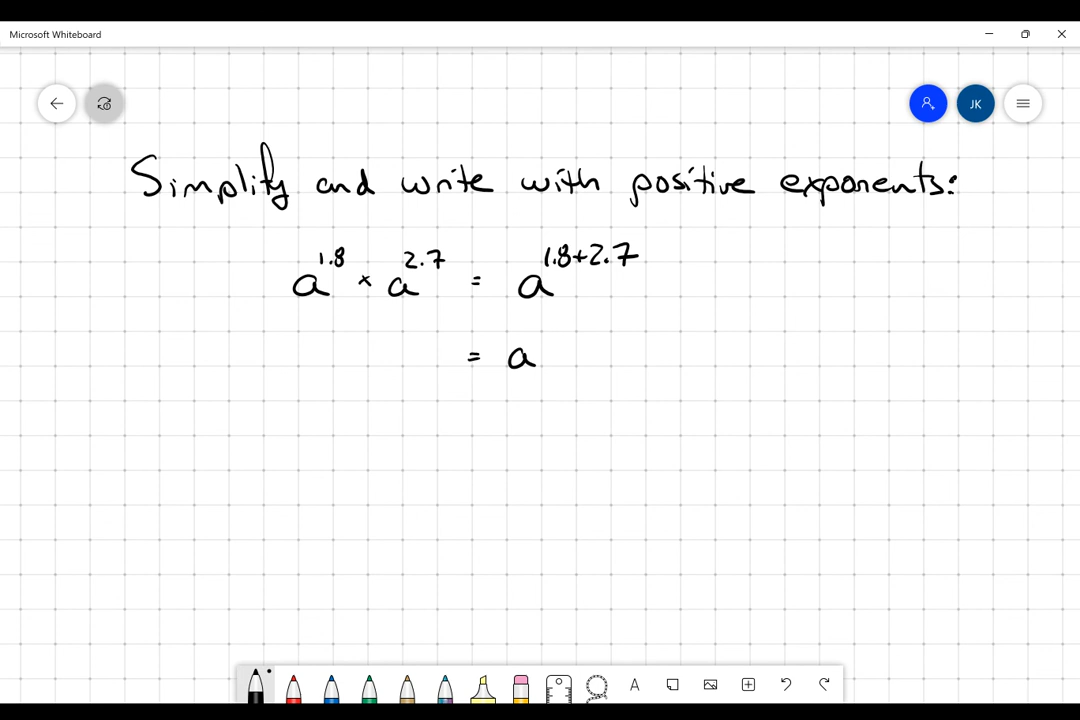 Microsoft Whiteboard
JK
Simplify and write with positive exponents:
a^1.8 × a^2.7 = a^1.8+2.7
= a
A